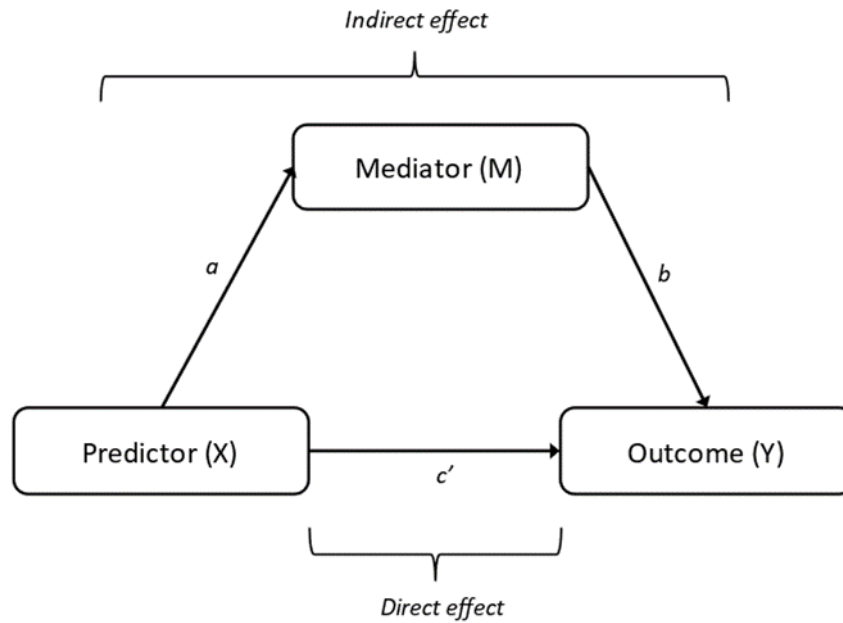 Indirect effect
Mediator (M)
a
b
Predictor (X)
Outcome (Y)
c’
Direct effect